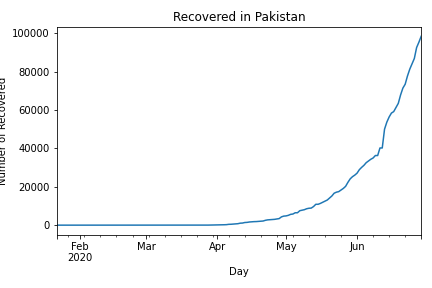 Recovered in Pakistan
100000
80000
60000
40000
20000
0
Number of Recovered
Feb
2020
Mar
Apr
May
Jun
Day